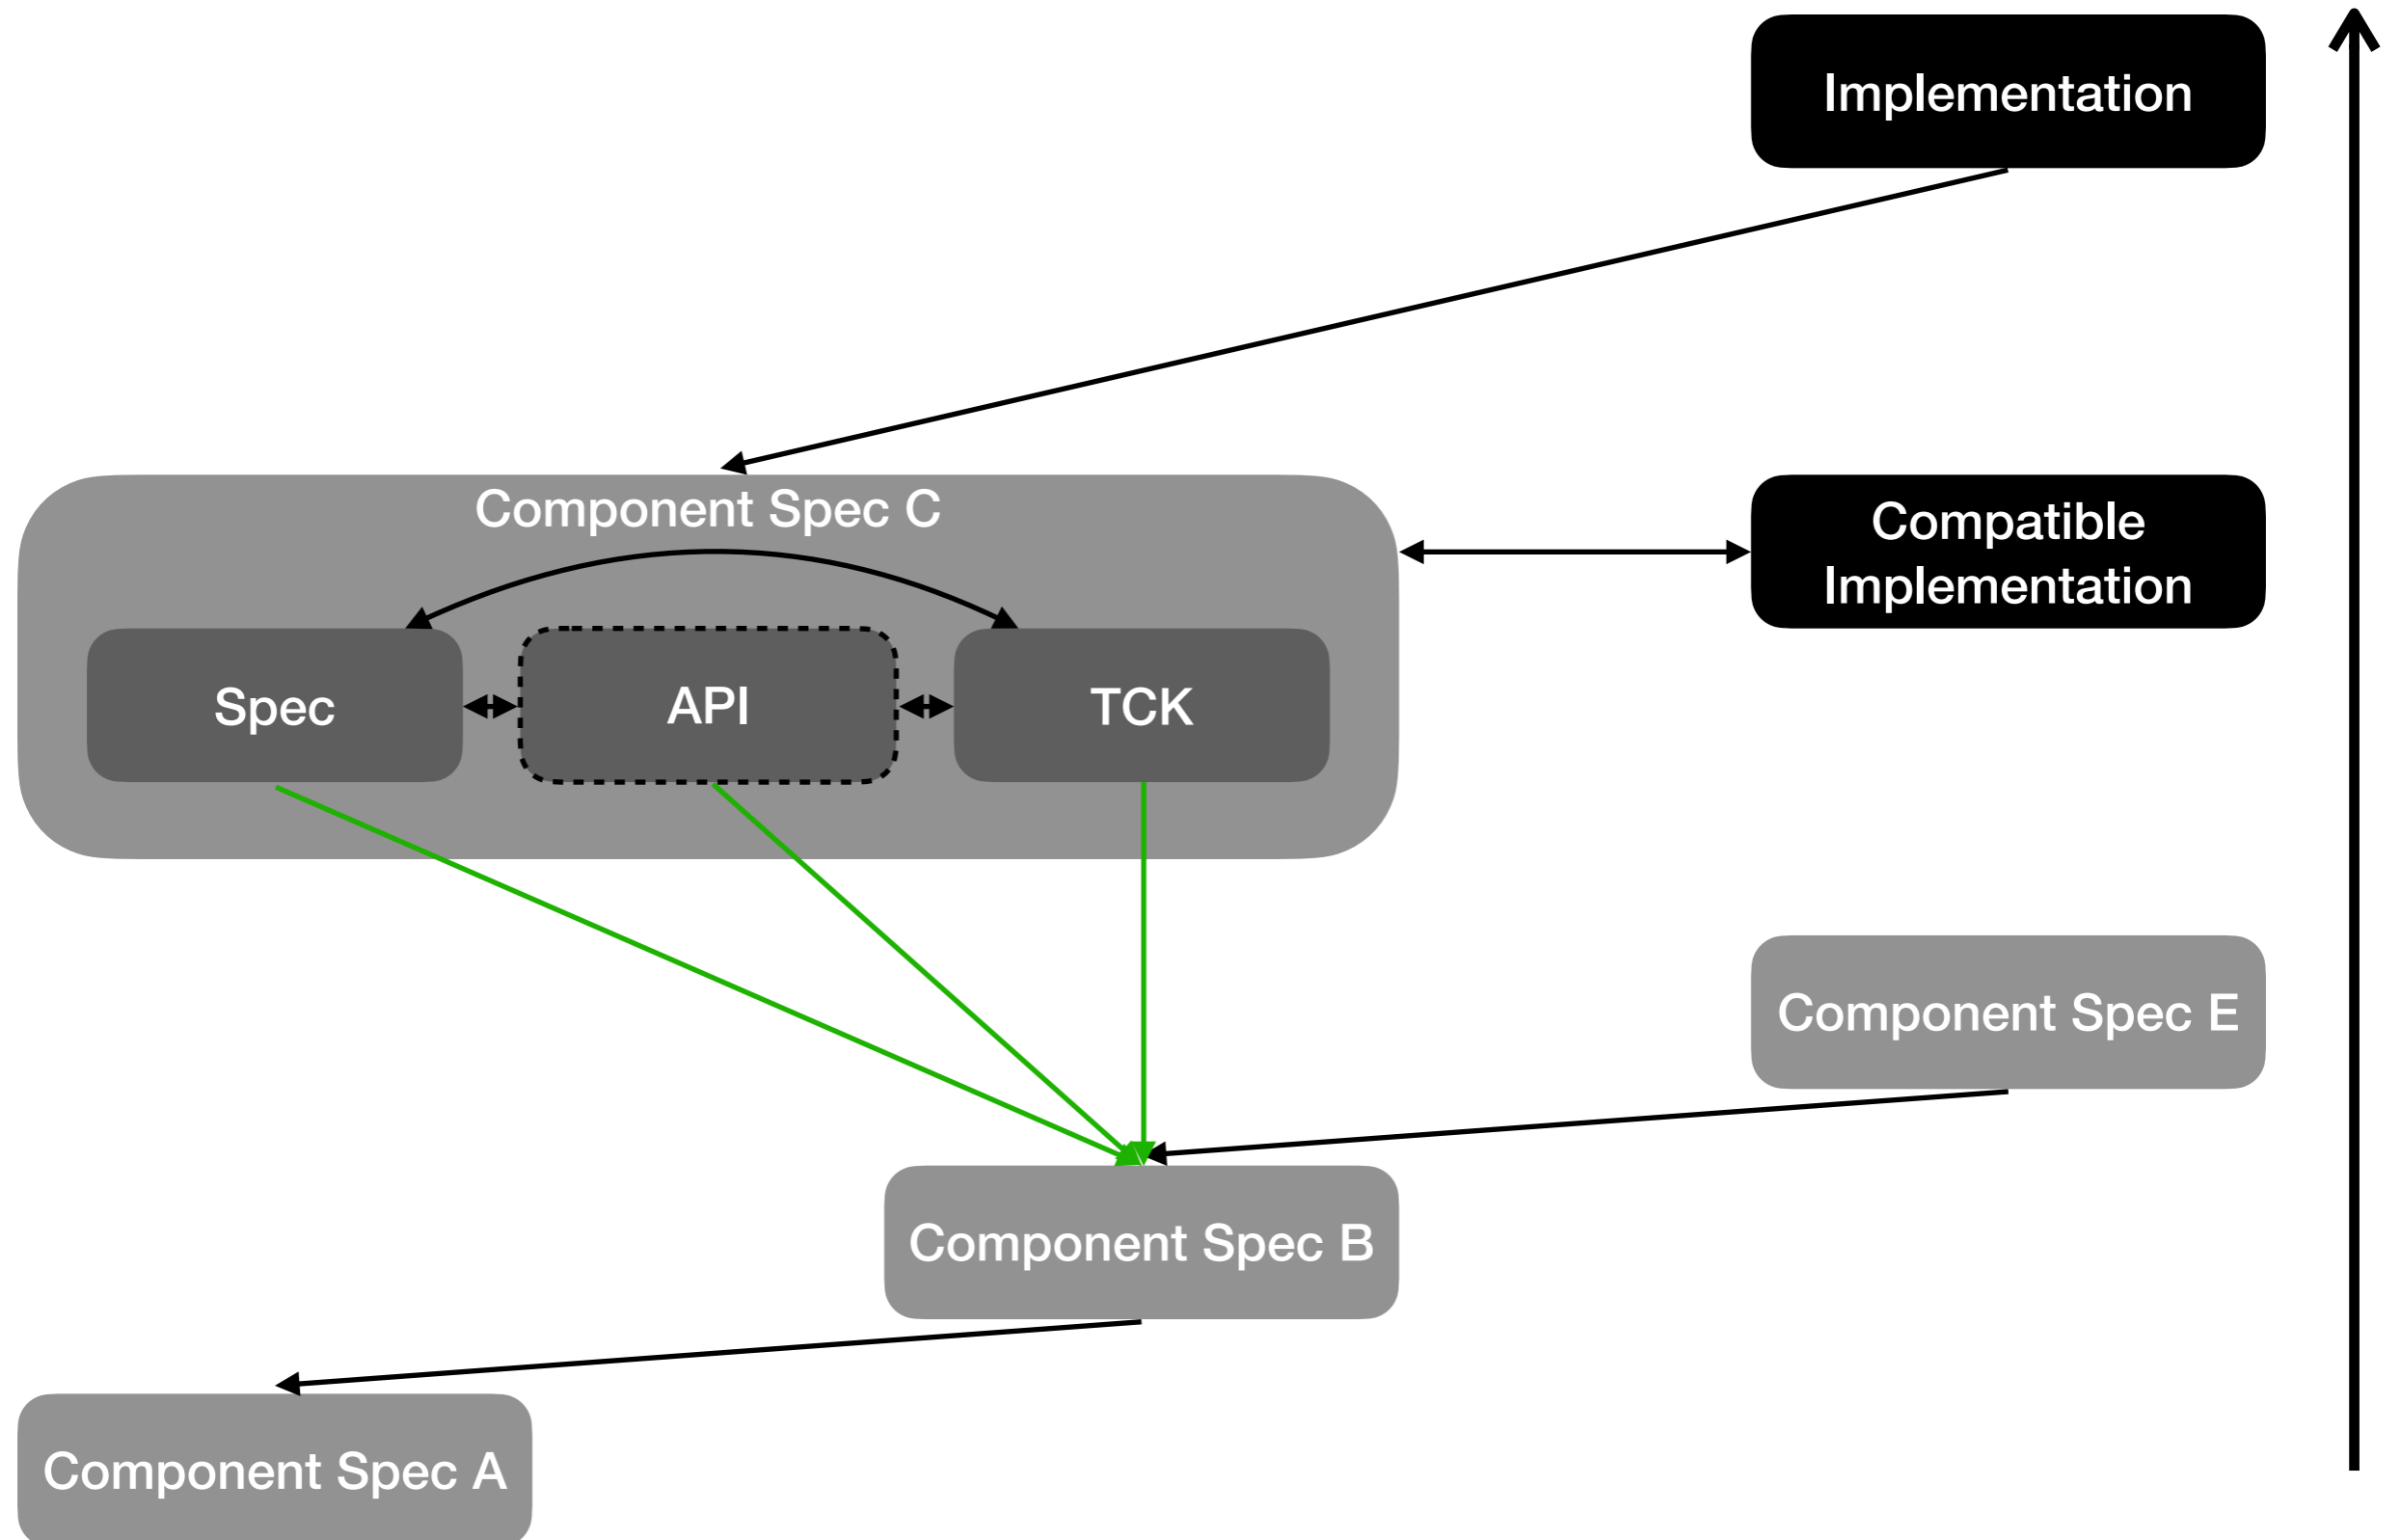 Implementation
Component Spec C
Compatible
Implementation
Spec
API
TCK
Component Spec E
Component Spec B
Component Spec A